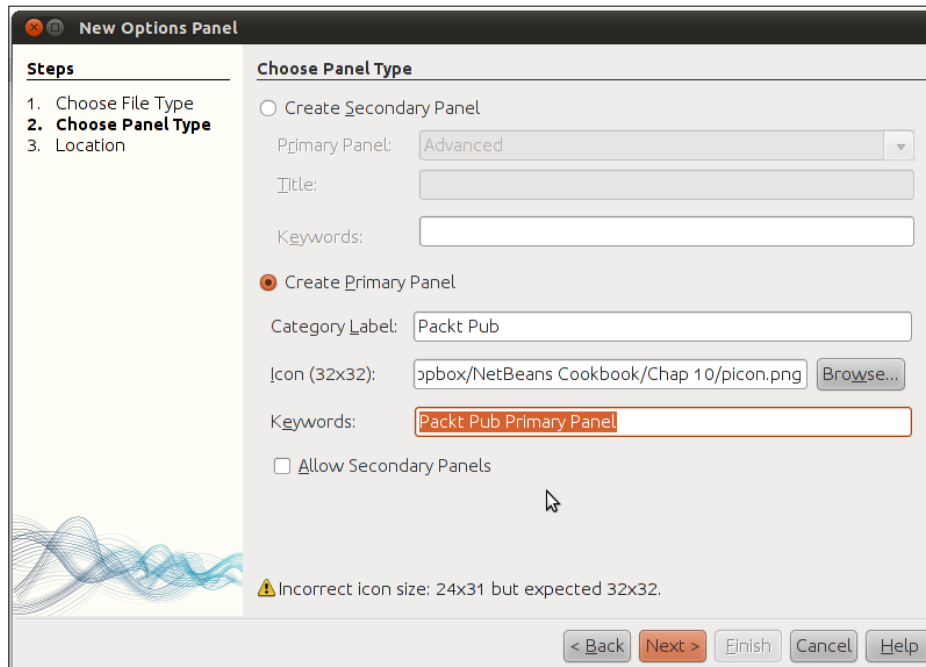 New Options Panel
Steps
1. Choose File Type
2. Choose Panel Type
3. Location
Choose Panel Type
Create Secondary Panel
Primary Panel: Advanced
Title:
Keywords:
Create Primary Panel
Category Label: Packt Pub
Icon (32x32): opbox/NetBeans Cookbook/Chap 10/picon.png Browse...
Keywords: Packt Pub Primary Panel
Allow Secondary Panels
Incorrect icon size: 24x31 but expected 32x32.
< Back Next > Finish Cancel Help